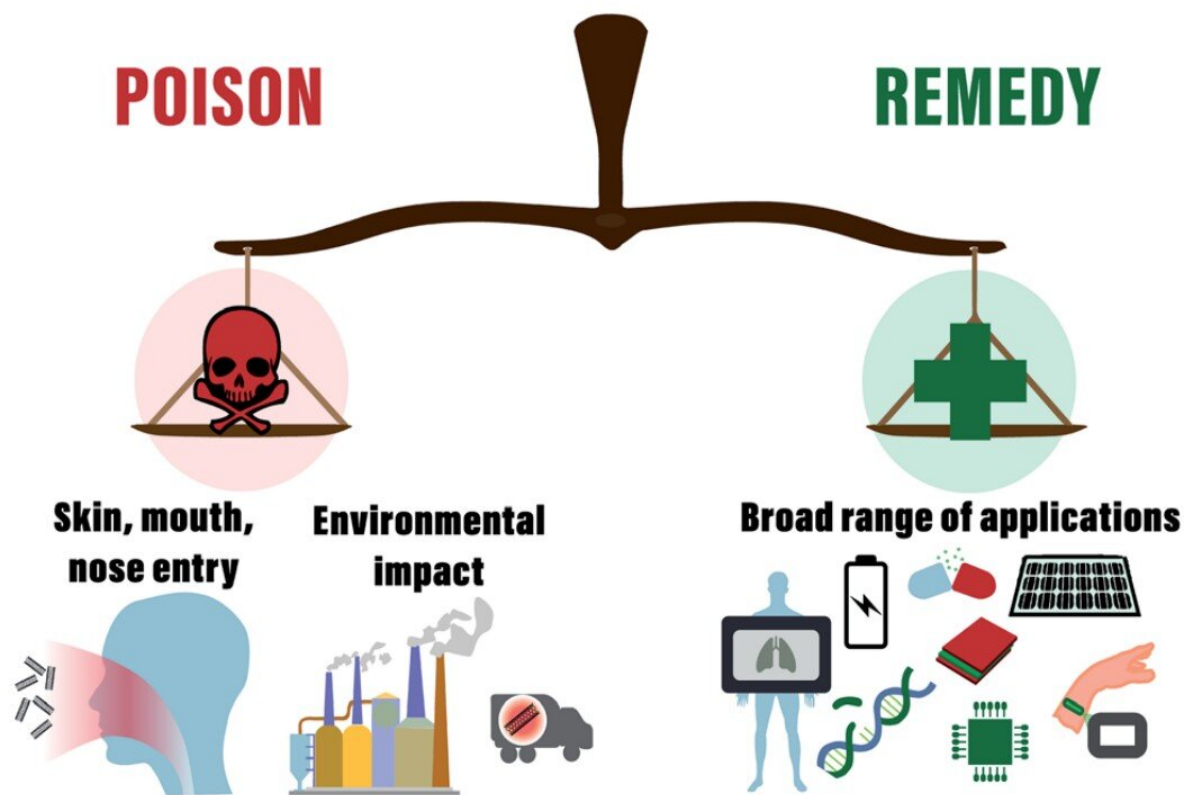 POISON
REMEDY
Skin, mouth,
nose entry
Environmental
impact
Broad range of applications